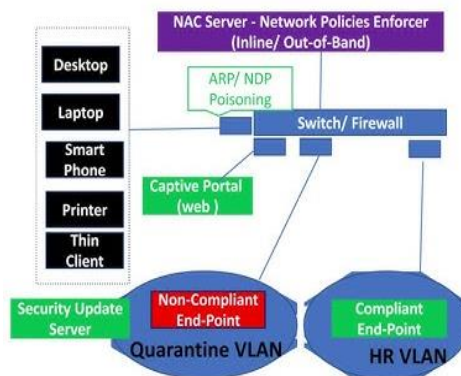 NAC Server - Network Policies Enforcer
(Inline/ Out-of-Band)
Desktop
Laptop
Smart
Phone
Printer
Thin
Client
ARP/ NDP
Poisoning
Switch/ Firewall
Captive Portal
(web )
Security Update
Server
Non-Compliant
End-Point
Quarantine VLAN
Compliant
End-Point
HR VLAN